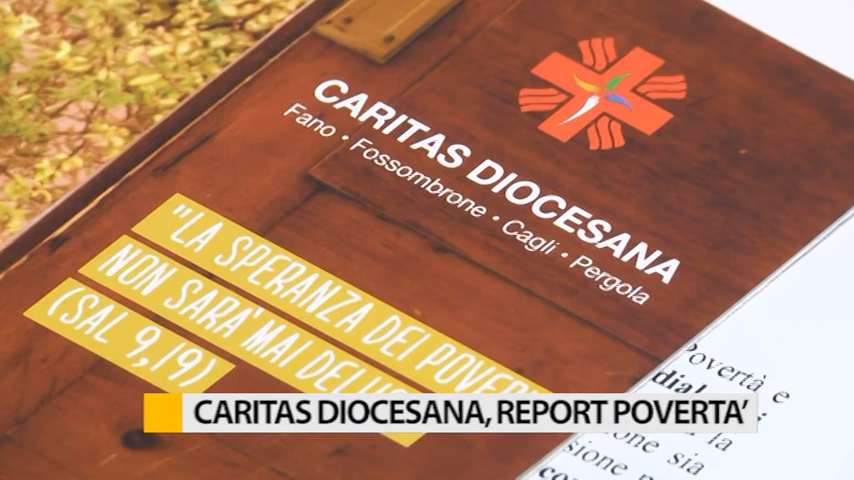 CARITAS DIOCESANA
Fano • Fossombrone • Cagli • Pergola
"LA SPERANZA DEI POVERI
NON SARA' MAI
(SAL 9,19)
Povertà e
la
sia
CARITAS DIOCESANA, REPORT POVERTA'